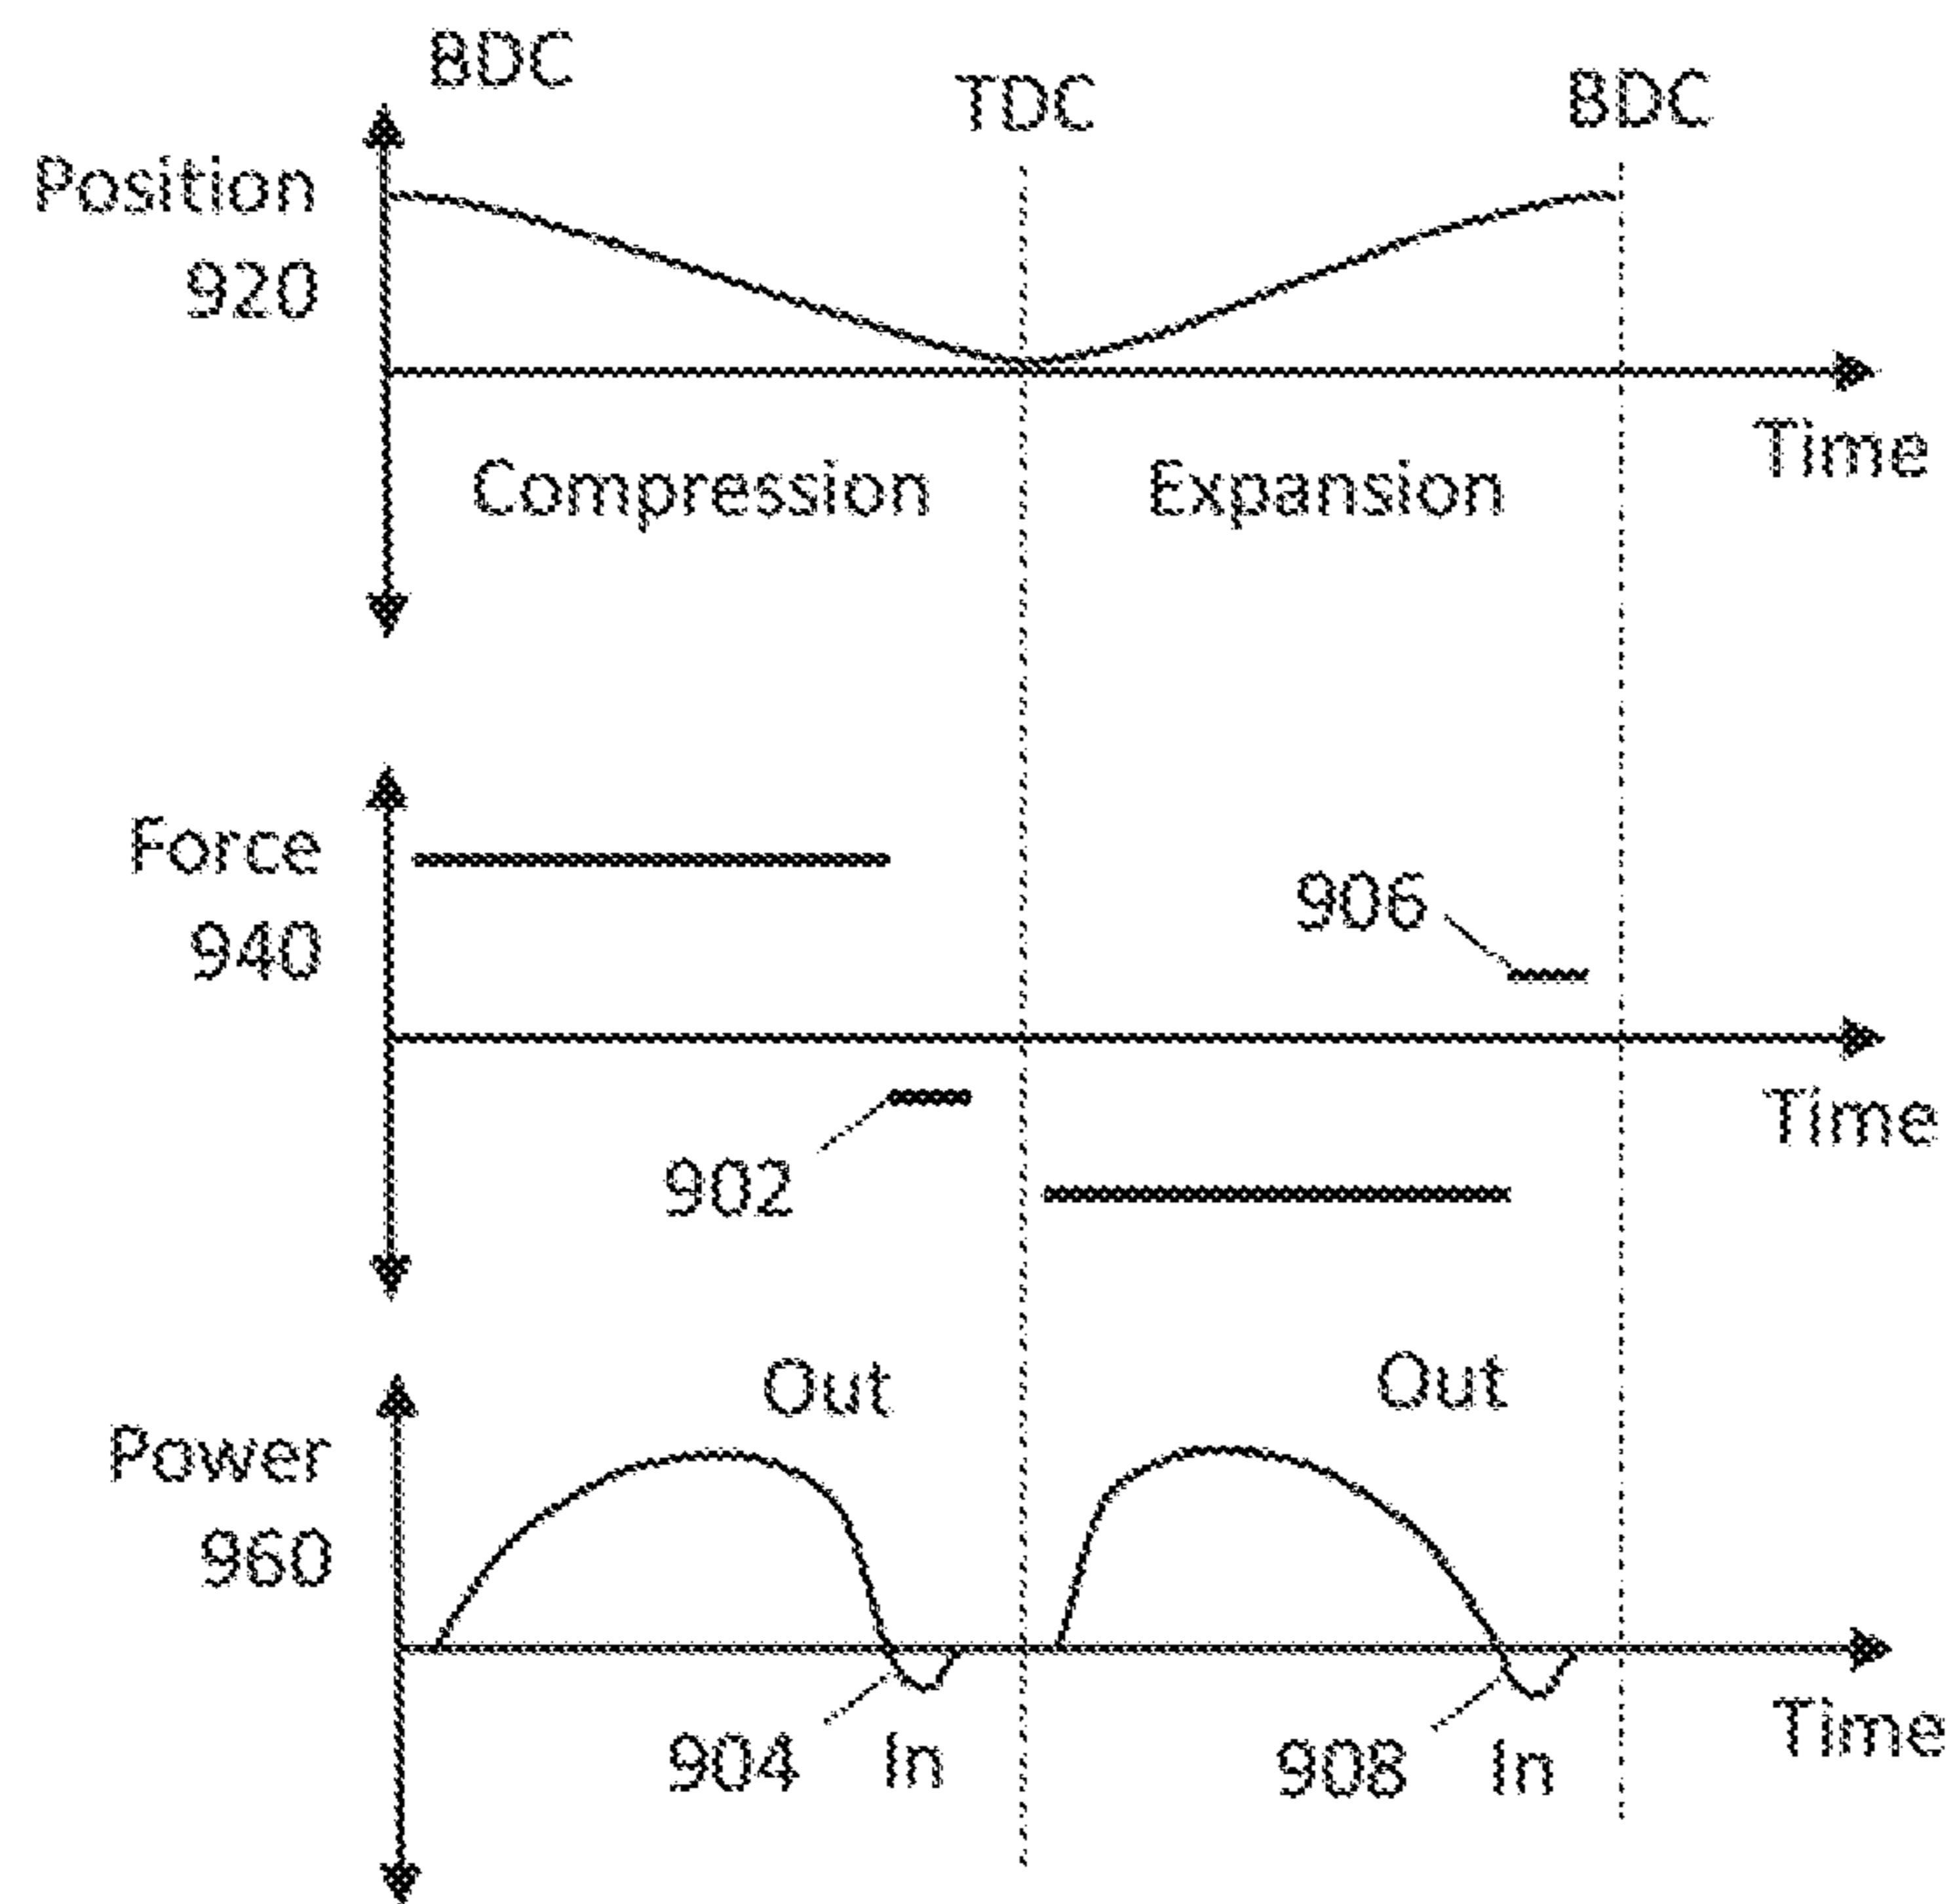 BDC
TDC
BDC
Position
920
Time
Compression
Expansion
Force
940
906
Time
902
Out
Out
Power
960
Time
904
In
908
In